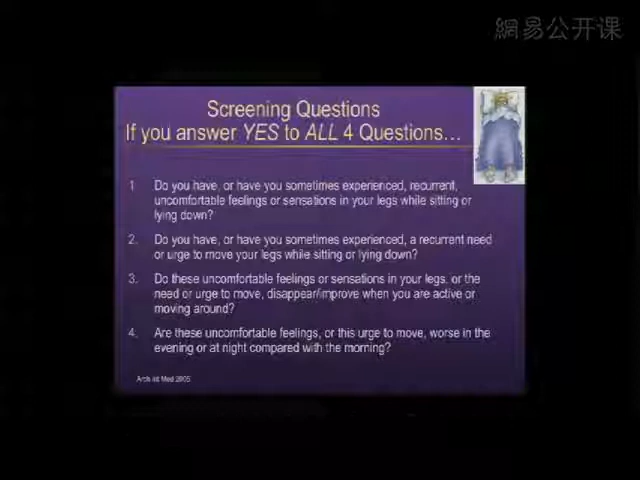 網易公开课
Screening Questions
If you answer YES to ALL 4 Questions…
1 Do you have, or have you sometimes experienced, recurrent,
uncomfortable feelings or sensations in your legs while sitting or
lying down?
2. Do you have, or have you sometimes experienced, a recurrent need
or urge to move your legs while sitting or lying down?
3. Do these uncomfortable feelings or sensations in your legs, or the
need or urge to move, disappear/improve when you are active or
moving around?
4. Are these uncomfortable feelings, or this urge to move, worse in the
evening or at night compared with the morning?
Arch Int Med 2005